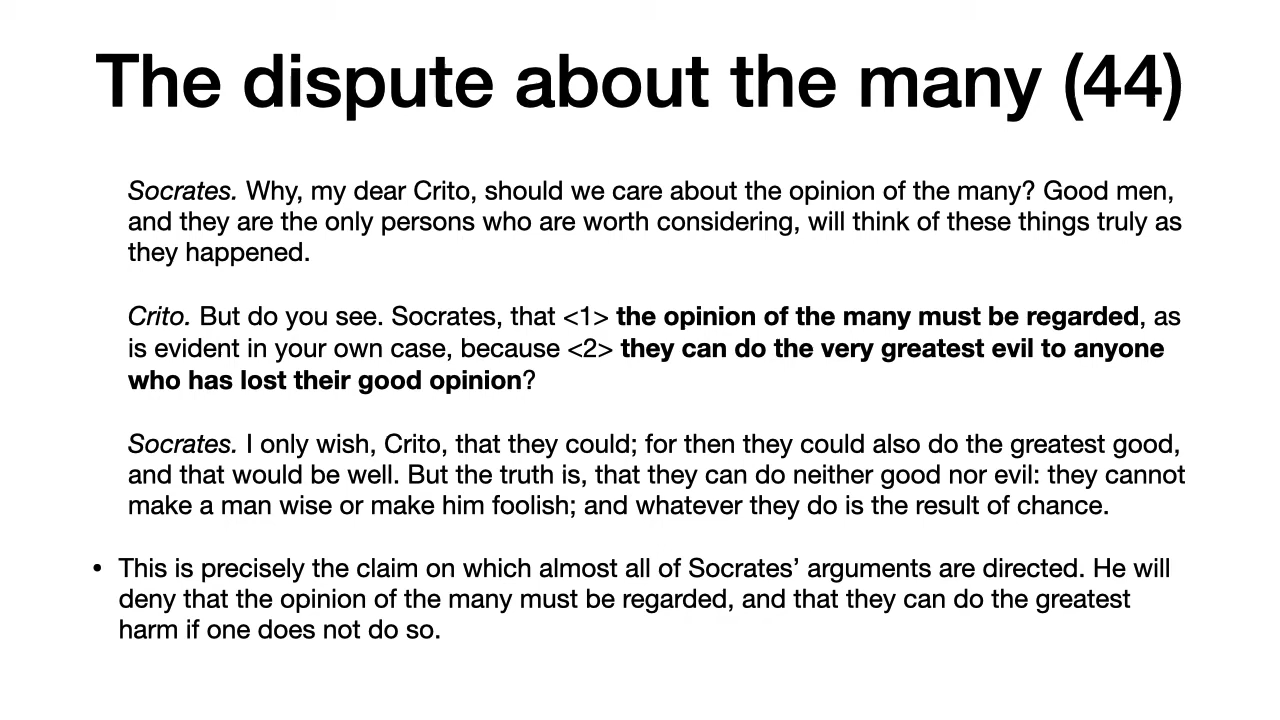 The dispute about the many (44)
Socrates. Why, my dear Crito, should we care about the opinion of the many? Good men,
and they are the only persons who are worth considering, will think of these things truly as
they happened.
Crito. But do you see. Socrates, that <1> the opinion of the many must be regarded, as
is evident in your own case, because <2> they can do the very greatest evil to anyone
who has lost their good opinion?
Socrates. I only wish, Crito, that they could; for then they could also do the greatest good,
and that would be well. But the truth is, that they can do neither good nor evil: they cannot
make a man wise or make him foolish; and whatever they do is the result of chance.
• This is precisely the claim on which almost all of Socrates’ arguments are directed. He will
deny that the opinion of the many must be regarded, and that they can do the greatest
harm if one does not do so.